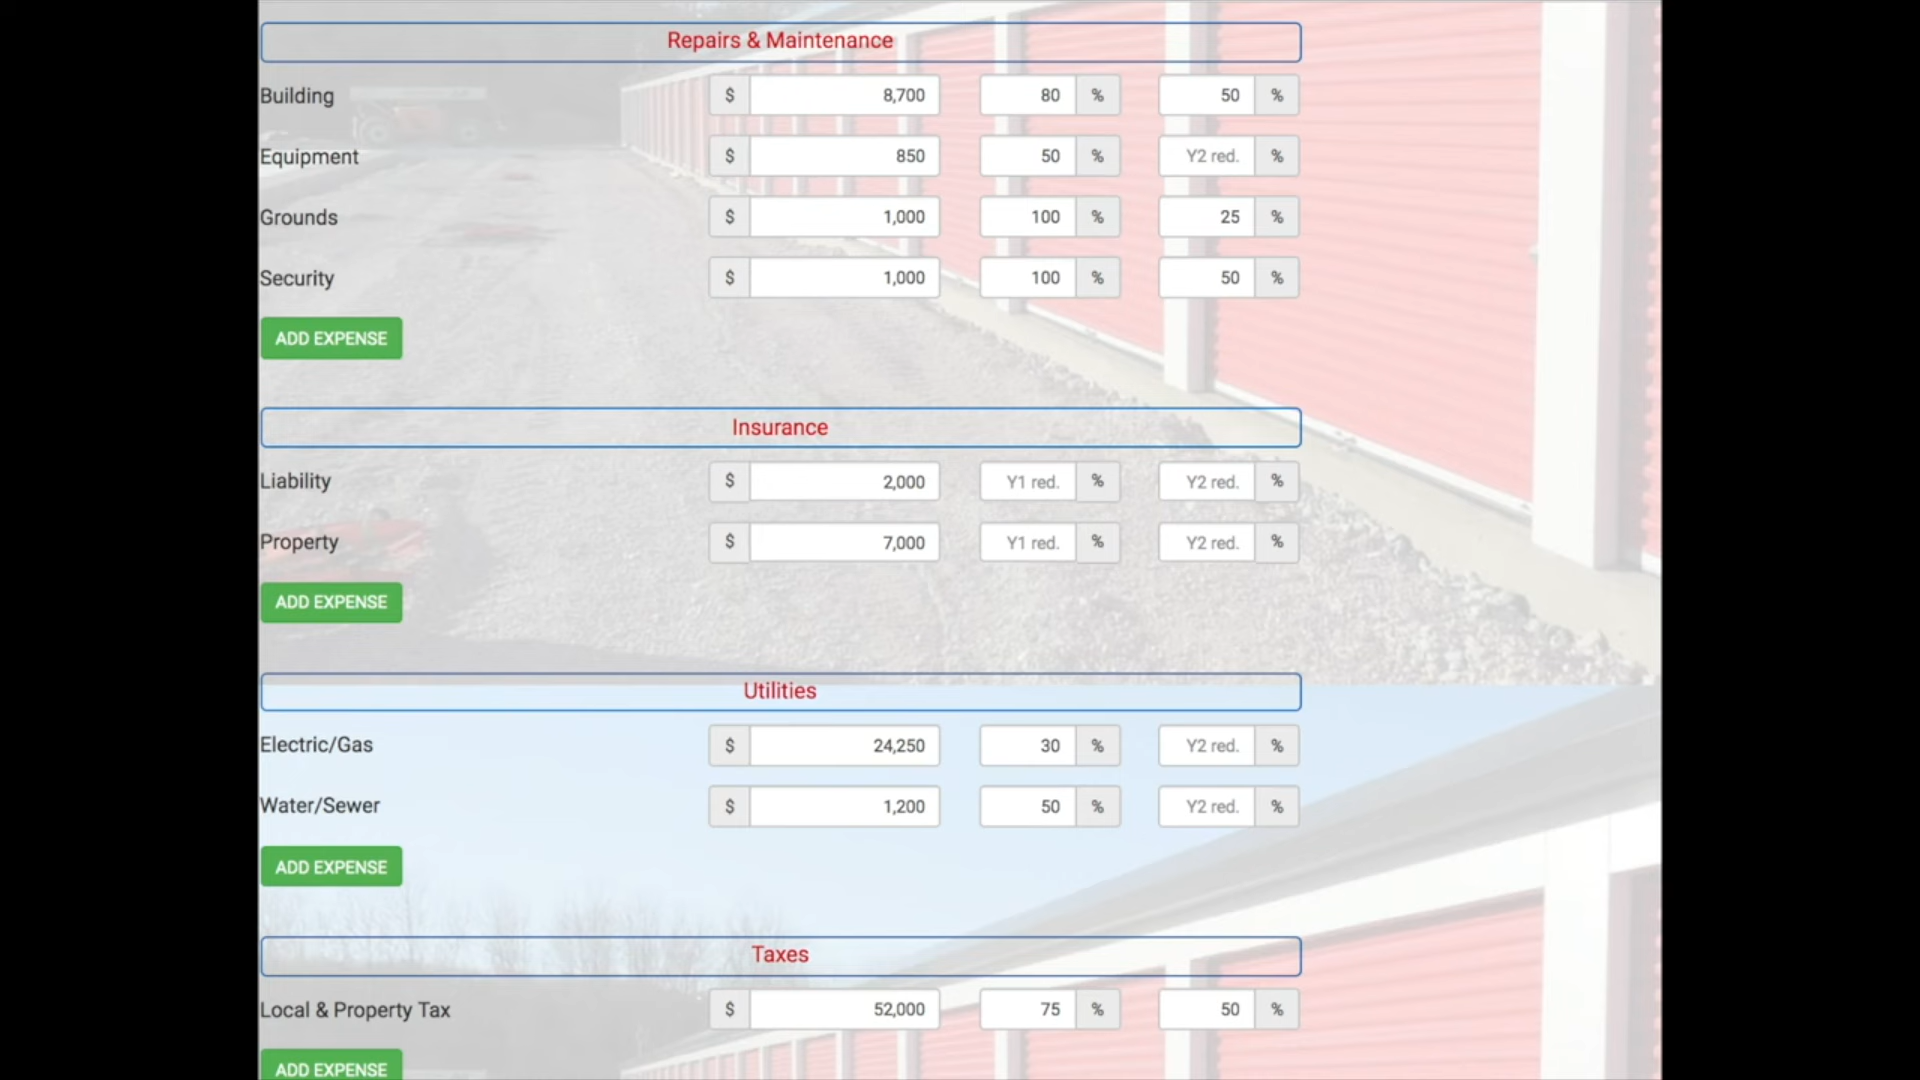 Repairs & Maintenance
Building $ 8,700 80 % 50 %
Equipment $ 850 50 % Y2 red. %
Grounds $ 1,000 100 % 25 %
Security $ 1,000 100 % 50 %
ADD EXPENSE
Insurance
Liability $ 2,000 Y1 red. % Y2 red. %
Property $ 7,000 Y1 red. % Y2 red. %
ADD EXPENSE
Utilities
Electric/Gas $ 24,250 30 % Y2 red. %
Water/Sewer $ 1,200 50 % Y2 red. %
ADD EXPENSE
Taxes
Local & Property Tax $ 52,000 75 % 50 %
ADD EXPENSE